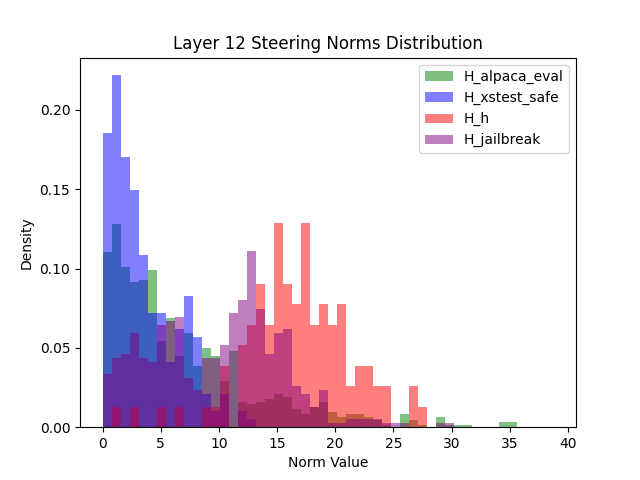 Layer 12 Steering Norms Distribution
H_alpaca_eval
H_xstest_safe
H_h
H_jailbreak
0.20
0.15
0.10
0.05
0.00
Density
0 5 10 15 20 25 30 35 40
Norm Value